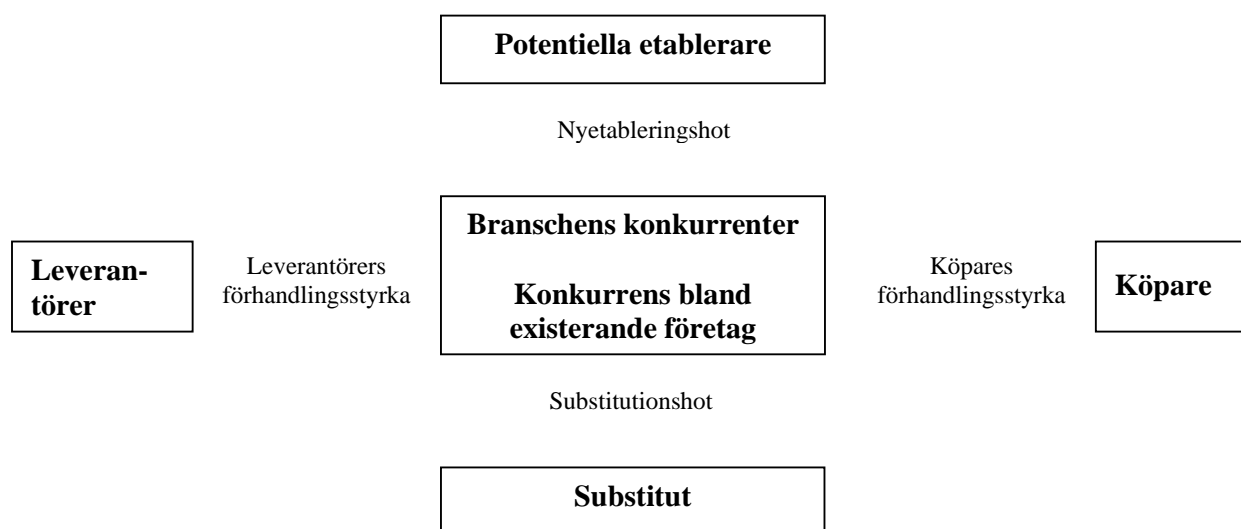 Potentiella etablerare
Nyetableringshot
Branschens konkurrenter
Konkurrens bland
existerande företag
Leveran-
törer
Leverantörers
förhandlingsstyrka
Köpares
förhandlingsstyrka
Köpare
Substitutionshot
Substitut